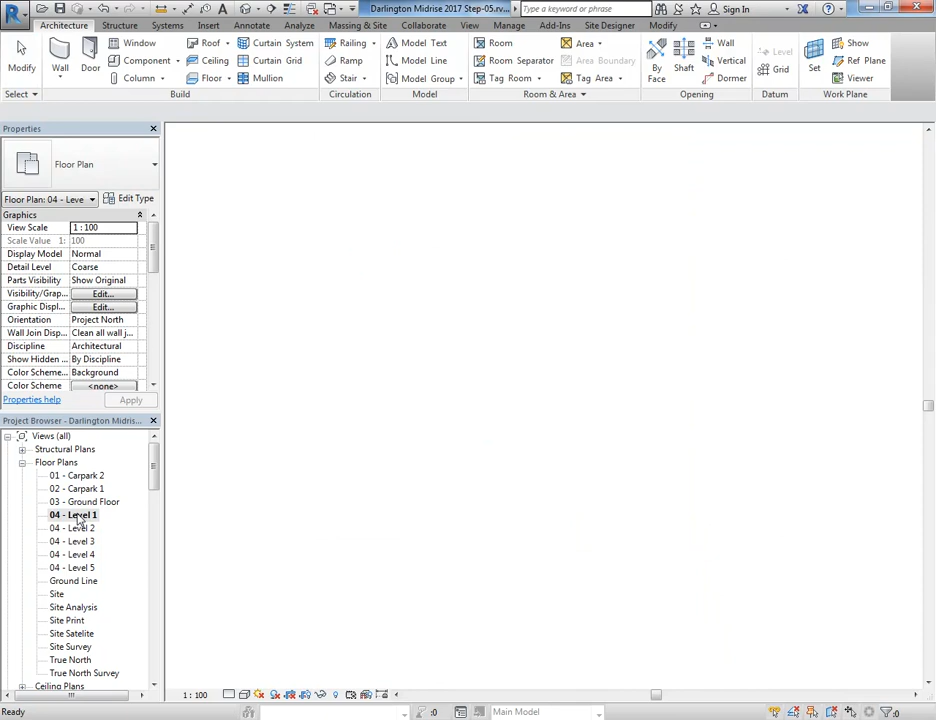 Darlington Midrise 2017 Step-05.rv...
Type a keyword or phrase
Sign In
Architecture Structure Systems Insert Annotate Analyze Massing & Site Collaborate View Manage Add-Ins Site Designer Modify
Modify
Wall
Door
Window
Component
Column
Roof
Ceiling
Floor
Curtain System
Curtain Grid
Mullion
Railing
Ramp
Stair
Model Text
Model Line
Model Group
Room
Room Separator
Tag Room
Area
Area Boundary
Tag Area
By Face
Shaft
Wall
Vertical
Dormer
Level
Grid
Set
Show
Ref Plane
Viewer
Select Build Circulation Model Room & Area Opening Datum Work Plane
Properties
Floor Plan
Floor Plan: 04 - Leve
Edit Type
Graphics
View Scale 1 : 100
Scale Value 1: 100
Display Model Normal
Detail Level Coarse
Parts Visibility Show Original
Visibility/Grap... Edit...
Graphic Displ... Edit...
Orientation Project North
Wall Join Disp... Clean all wall j...
Discipline Architectural
Show Hidden ... By Discipline
Color Scheme... Background
Color Scheme <none>
Properties help Apply
Project Browser - Darlington Midris...
Views (all)
Structural Plans
Floor Plans
01 - Carpark 2
02 - Carpark 1
03 - Ground Floor
04 - Level 1
04 - Level 2
04 - Level 3
04 - Level 4
04 - Level 5
Ground Line
Site
Site Analysis
Site Print
Site Satelite
Site Survey
True North
True North Survey
Ceiling Plans
1 : 100
Ready
:0
Main Model
:0